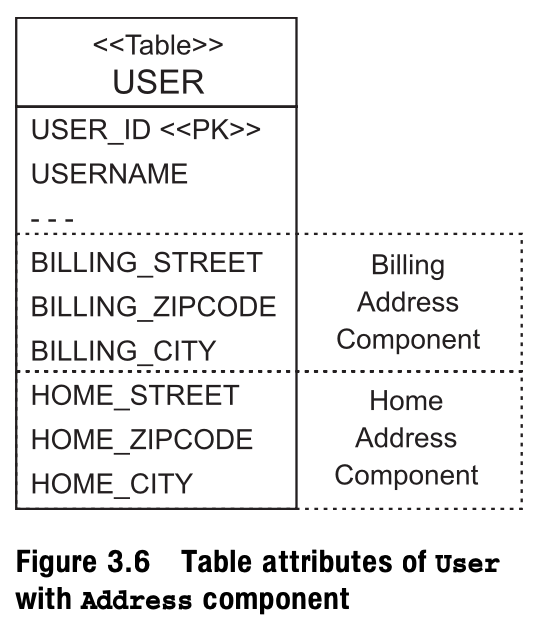 <<Table>>
USER
USER_ID <<PK>>
USERNAME
- - -
BILLING_STREET
BILLING_ZIPCODE
BILLING_CITY
Billing
Address
Component
HOME_STREET
HOME_ZIPCODE
HOME_CITY
Home
Address
Component
Figure 3.6 Table attributes of User
with Address component